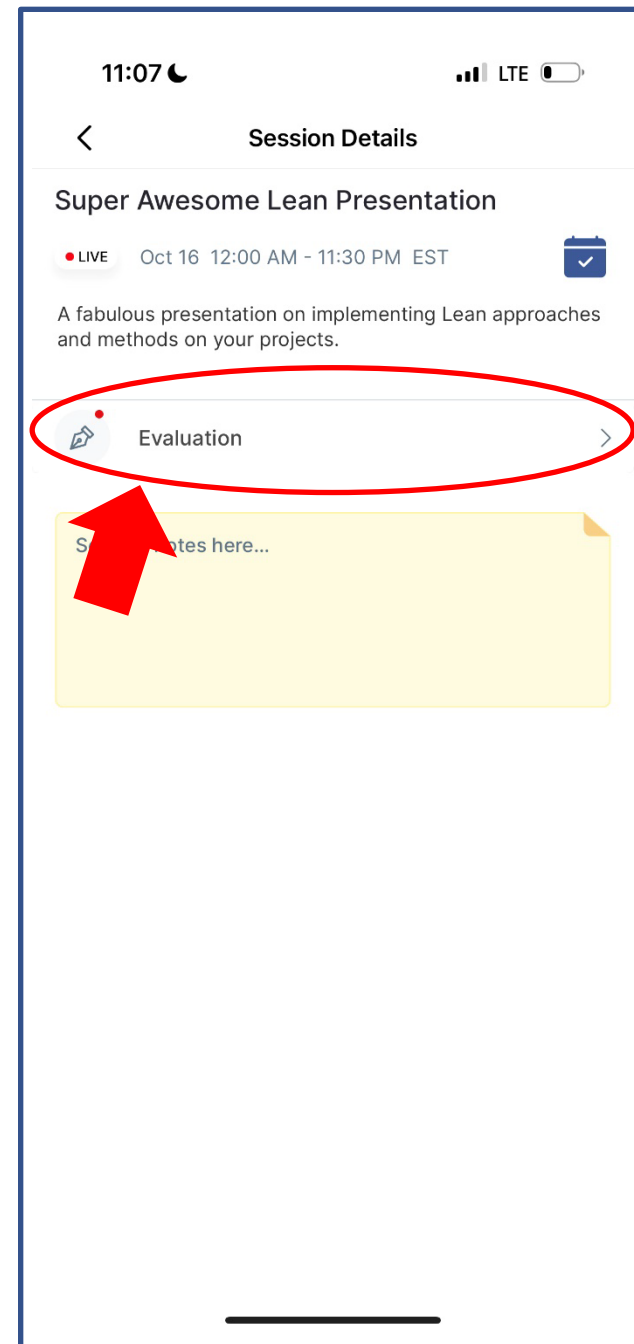 11:07 LTE
Session Details
Super Awesome Lean Presentation
LIVE Oct 16 12:00 AM - 11:30 PM EST
A fabulous presentation on implementing Lean approaches
and methods on your projects.
Evaluation
here...